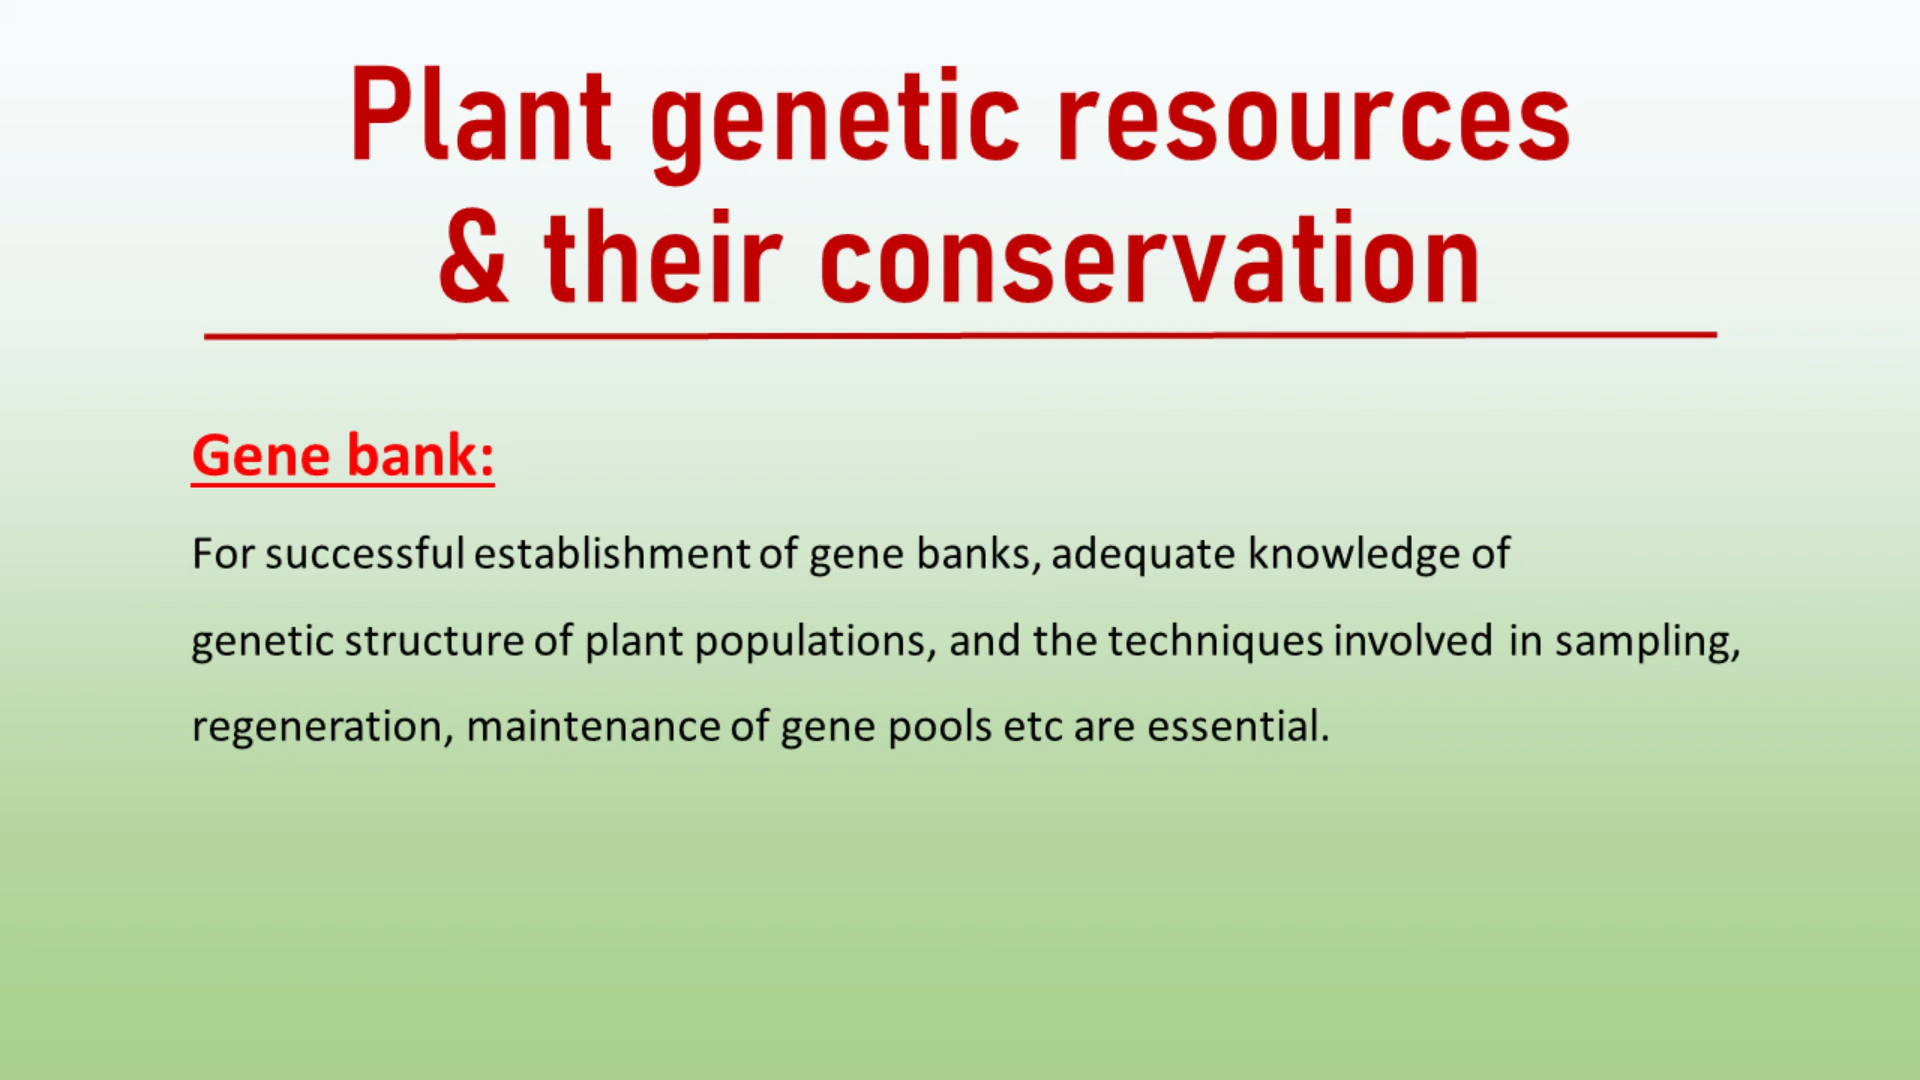 Plant genetic resources
& their conservation
Gene bank:
For successful establishment of gene banks, adequate knowledge of
genetic structure of plant populations, and the techniques involved in sampling,
regeneration, maintenance of gene pools etc are essential.